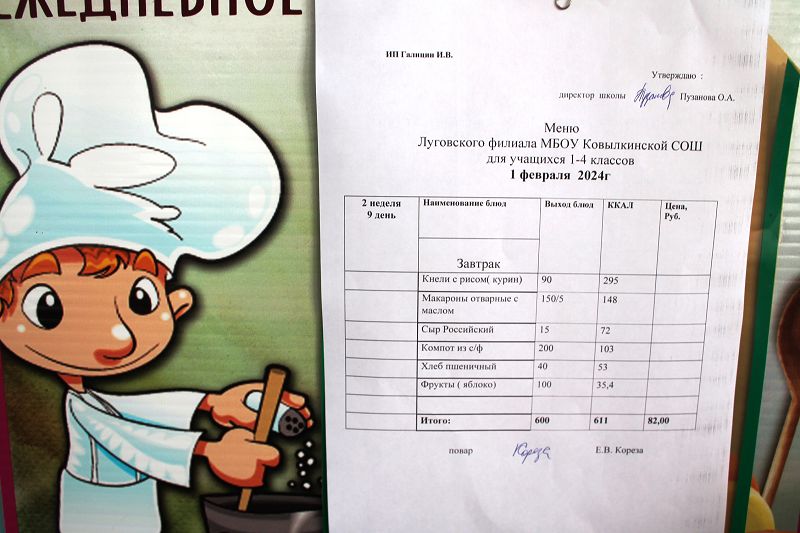 ЕЖЕДНЕВНОЕ
ИП Галицин И.В.
Утверждаю :
директор школы Пузанова О.А.
Меню
Луговского филиала МБОУ Ковылкинской СОШ
для учащихся 1-4 классов
1 февраля 2024г
2 неделя Наименование блюд Выход блюд ККАЛ Цена,
9 день Руб.
Завтрак
Кнели с рисом( курин) 90 295
Макароны отварные с 150/5 148
маслом
Сыр Российский 15 72
Компот из с/ф 200 103
Хлеб пшеничный 40 53
Фрукты ( яблоко) 100 35,4
Итого: 600 611 82,00
повар Кореза Е.В. Кореза